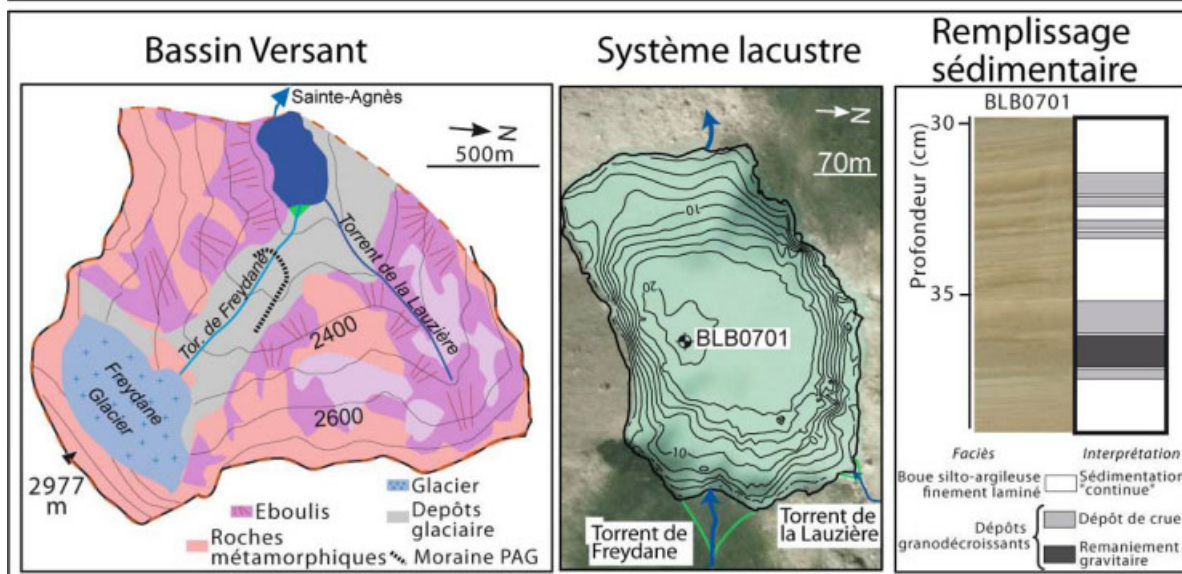 Bassin Versant
Sainte-Agnès
N
500m
Torrent de la Lauzière
Tor. de Freydane
2400
Freydane
Glacier
2600
2977
m
Glacier
Eboulis
Depôts
glaciaire
Roches
métamorphiques
Moraine PAG
Système lacustre
N
70m
10
20
BLB0701
10
Torrent de
Freydane
Torrent de
la Lauzière
Remplissage
sédimentaire
BLB0701
30
Profondeur (cm)
35
Faciès
Interprétation
Boue silto-argileuse
finement laminé
Sédimentation
"continue"
Dépôts
granodécroissants
Dépôt de crue
Remaniement
gravitaire